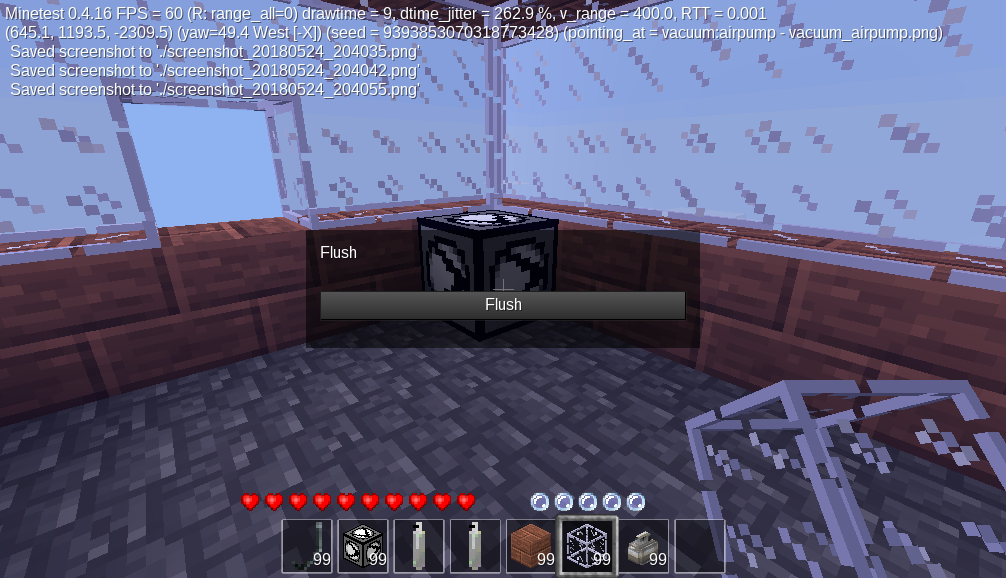 Minetest 0.4.16 FPS = 60 (R: range_all=0) drawtime = 9, dtime_jitter = 262.9 %, v_range = 400.0, RTT = 0.001
(645.1, 1193.5, -2309.5) (yaw=49.4 West [-X]) (seed = 9393853070318773428) (pointing_at = vacuum:airpump - vacuum_airpump.png)
Saved screenshot to './screenshot_20180524_204035.png'
Saved screenshot to './screenshot_20180524_204042.png'
Saved screenshot to './screenshot_20180524_204055.png'
Flush
Flush
99 99 99 99 99